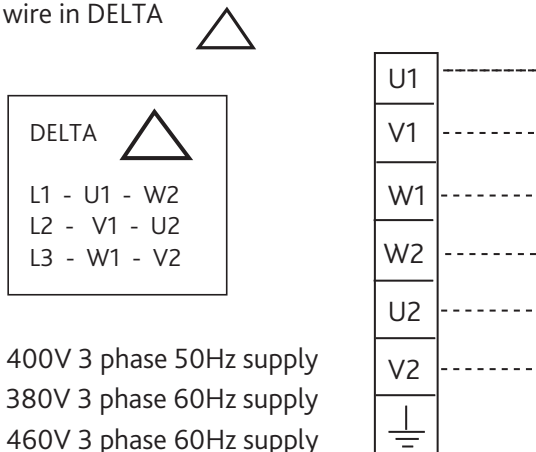 wire in DELTA
DELTA
L1 - U1 - W2
L2 - V1 - U2
L3 - W1 - V2
400V 3 phase 50Hz supply
380V 3 phase 60Hz supply
460V 3 phase 60Hz supply
U1
V1
W1
W2
U2
V2